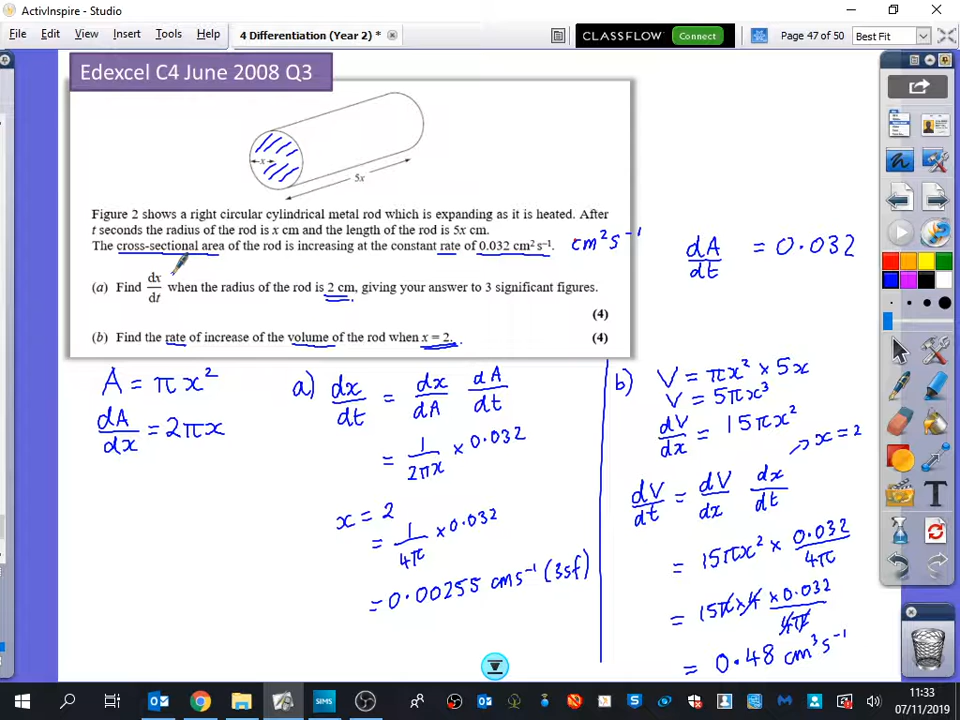 ActivInspire - Studio
File Edit View Insert Tools Help
4 Differentiation (Year 2) *
CLASSFLOW Connect
Page 47 of 50
Best Fit
Edexcel C4 June 2008 Q3
x
5x
Figure 2 shows a right circular cylindrical metal rod which is expanding as it is heated. After
t seconds the radius of the rod is x cm and the length of the rod is 5x cm.
The cross-sectional area of the rod is increasing at the constant rate of 0.032 cm² s⁻¹.
cm² s⁻¹
dA/dt = 0.032
(a) Find dx/dt when the radius of the rod is 2 cm, giving your answer to 3 significant figures.
(4)
(b) Find the rate of increase of the volume of the rod when x = 2.
(4)
A = πx²
dA/dx = 2πx
a) dx/dt = dx/dA dA/dt
= 1/2πx × 0.032
x = 2
= 1/4π × 0.032
= 0.00255 cms⁻¹ (3sf)
b) V = πx² × 5x
V = 5πx³
dV/dx = 15πx²
→ x = 2
dV/dt = dV/dx dx/dt
= 15πx² × 0.032/4π
= 15π×4 × 0.032/4π
= 0.48 cm³ s⁻¹
T
SIMS
11:33
07/11/2019